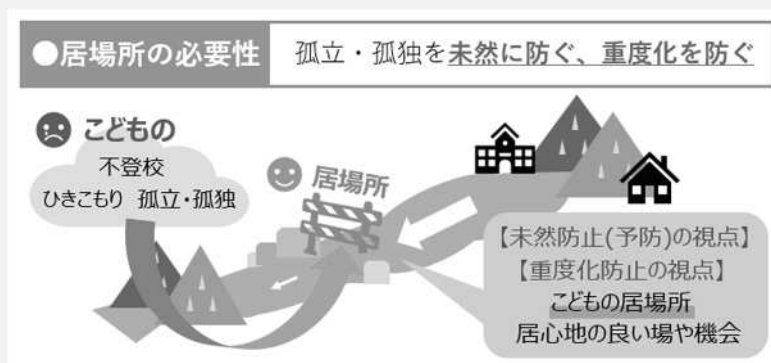 ●居場所の必要性
孤立・孤独を未然に防ぐ、重度化を防ぐ
こどもの
不登校
ひきこもり 孤立・孤独
居場所
【未然防止(予防)の視点】
【重度化防止の視点】
こどもの居場所
居心地の良い場や機会